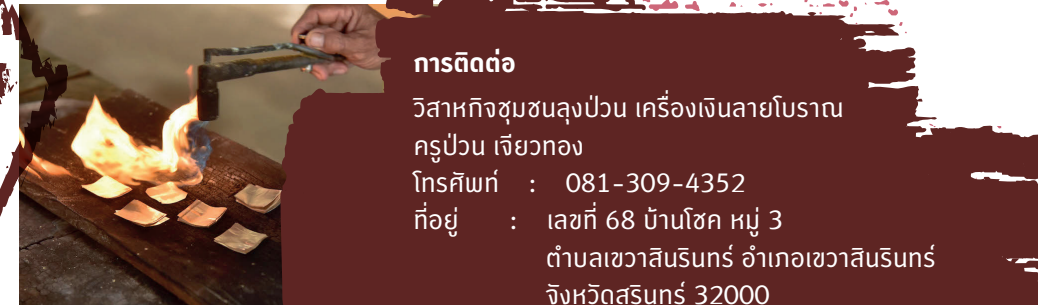 การติดต่อ
วิสาหกิจชุมชนลุงป่วน เครื่องเงินลายโบราณ
ครูป่วน เจียวทอง
โทรศัพท์ : 081-309-4352
ที่อยู่ : เลขที่ 68 บ้านโชค หมู่ 3
ตำบลเขวาสินรินทร์ อำเภอเขวาสินรินทร์
จังหวัดสุรินทร์ 32000